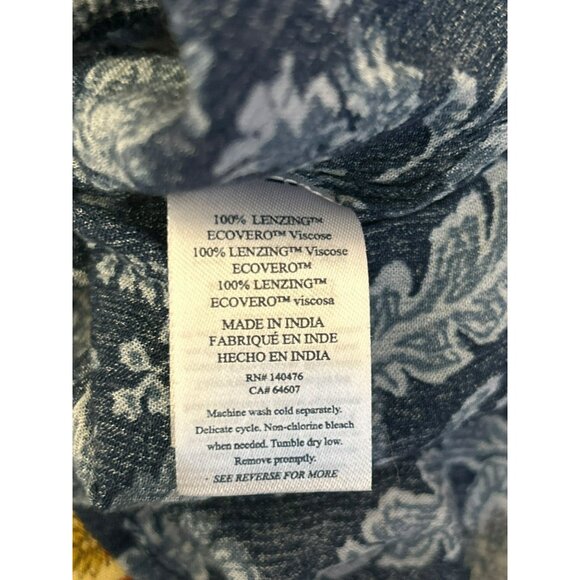 100% LENZING™
ECOVERO™ Viscose
100% LENZING™ Viscose
ECOVERO™
100% LENZING™
ECOVERO™ viscosa
MADE IN INDIA
FABRIQUÉ EN INDE
HECHO EN INDIA
RN# 140476
CA# 64607
Machine wash cold separately.
Delicate cycle. Non-chlorine bleach
when needed. Tumble dry low.
Remove promptly.
· SEE REVERSE FOR MORE